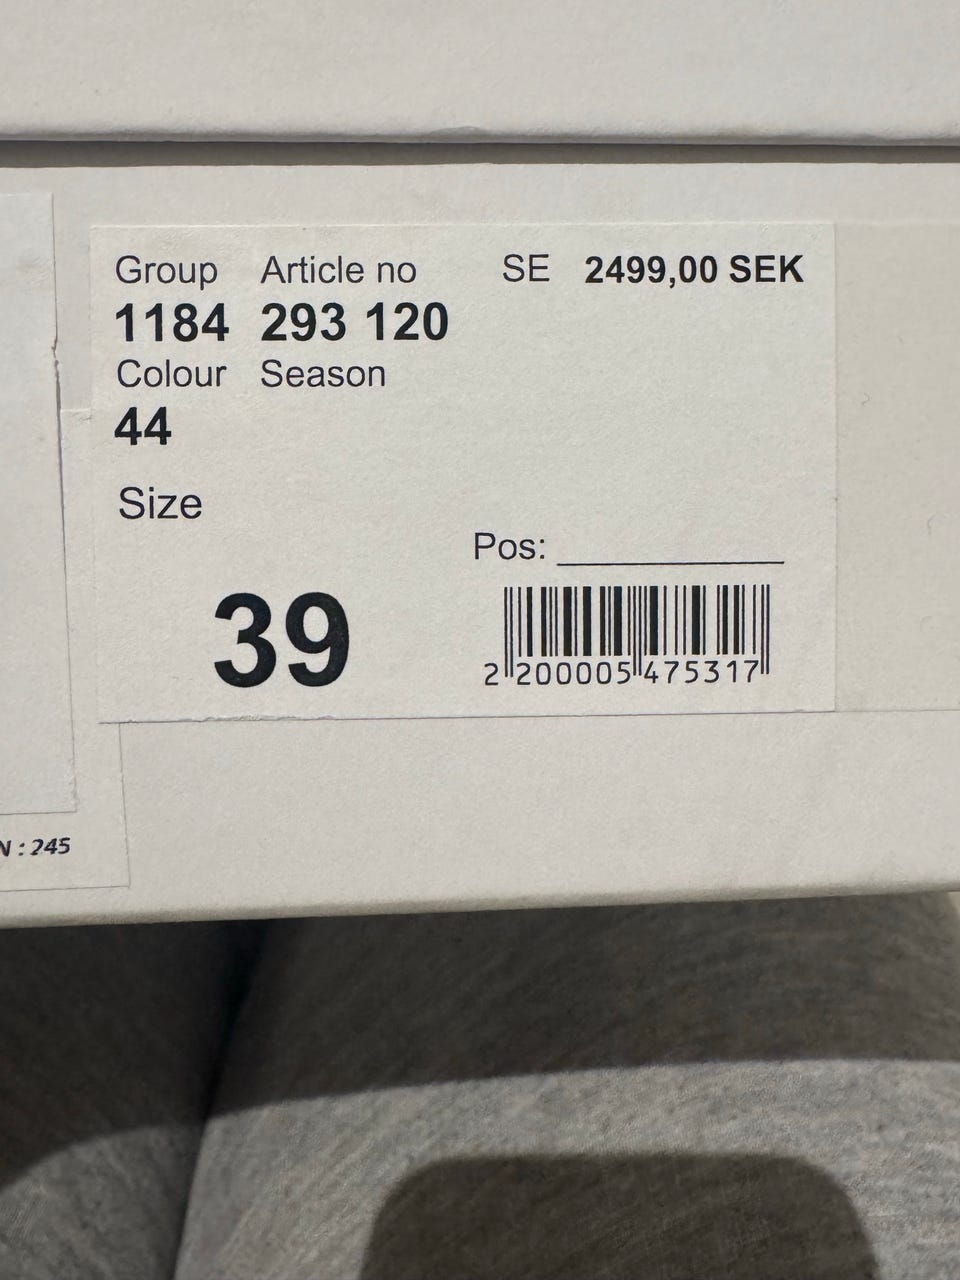 Group Article no SE 2499,00 SEK
1184 293 120
Colour Season
44
Size
Pos:
39
2 200005 475317
N : 245